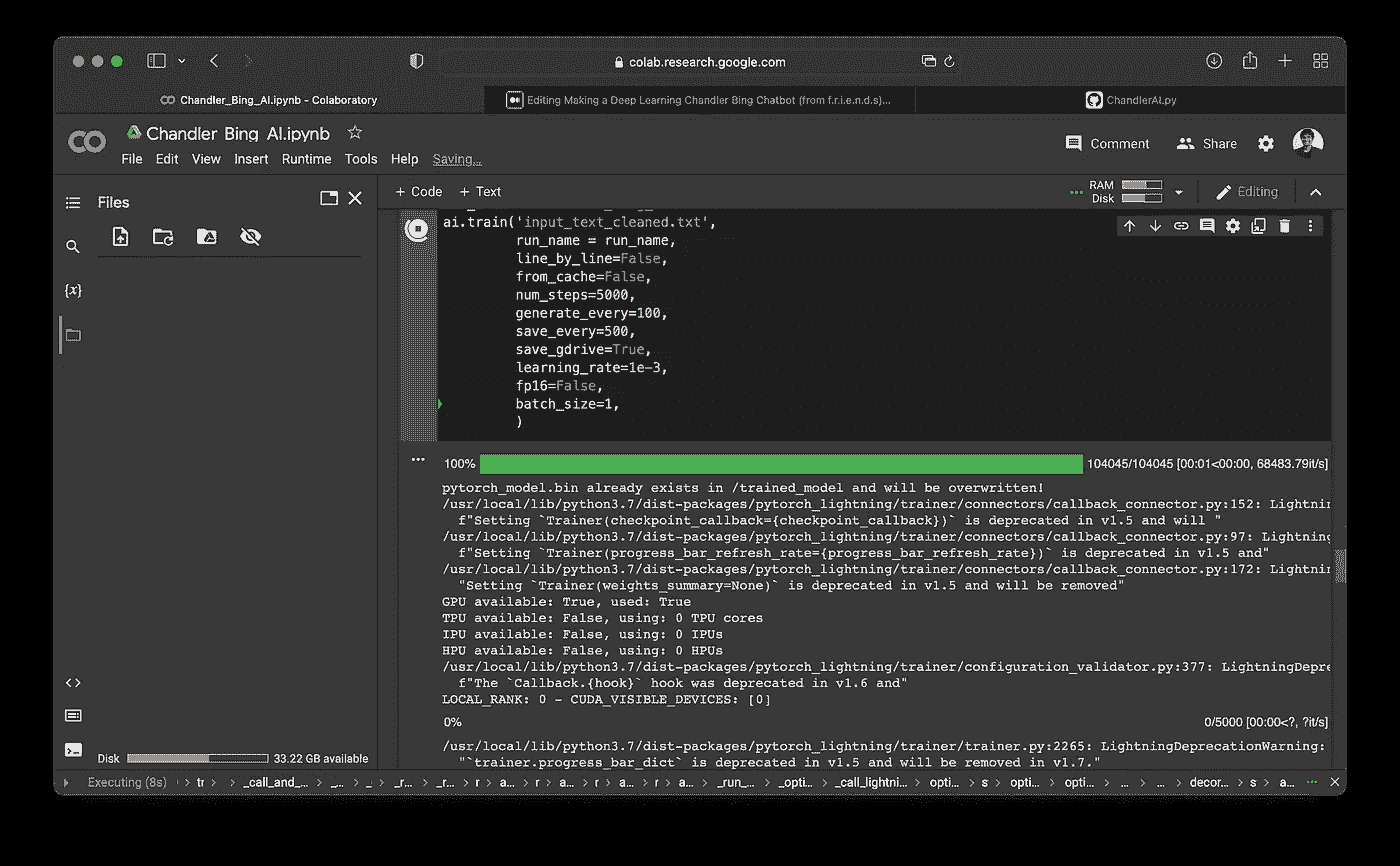 colab.research.google.com
Chandler_Bing_AI.ipynb - Colaboratory
Editing Making a Deep Learning Chandler Bing Chatbot (from f.r.i.e.n.d.s)...
ChandlerAI.py
Chandler_Bing_AI.ipynb
Comment
Share
File Edit View Insert Runtime Tools Help Saving...
Files
+ Code + Text
RAM
Disk
Editing
ai.train('input_text_cleaned.txt',
run_name = run_name,
line_by_line=False,
from_cache=False,
num_steps=5000,
generate_every=100,
save_every=500,
save_gdrive=True,
learning_rate=1e-3,
fp16=False,
batch_size=1,
)
100% 104045/104045 [00:01<00:00, 68483.79it/s]
pytorch_model.bin already exists in /trained_model and will be overwritten!
/usr/local/lib/python3.7/dist-packages/pytorch_lightning/trainer/connectors/callback_connector.py:152: Lightnin
f"Setting `Trainer(checkpoint_callback={checkpoint_callback})` is deprecated in v1.5 and will "
/usr/local/lib/python3.7/dist-packages/pytorch_lightning/trainer/connectors/callback_connector.py:97: Lightning
f"Setting `Trainer(progress_bar_refresh_rate={progress_bar_refresh_rate})` is deprecated in v1.5 and"
/usr/local/lib/python3.7/dist-packages/pytorch_lightning/trainer/connectors/callback_connector.py:172: Lightnin
"Setting `Trainer(weights_summary=None)` is deprecated in v1.5 and will be removed"
GPU available: True, used: True
TPU available: False, using: 0 TPU cores
IPU available: False, using: 0 IPUs
HPU available: False, using: 0 HPUs
/usr/local/lib/python3.7/dist-packages/pytorch_lightning/trainer/configuration_validator.py:377: LightningDepre
f"The `Callback.{hook}` hook was deprecated in v1.6 and"
LOCAL_RANK: 0 - CUDA_VISIBLE_DEVICES: [0]
0% 0/5000 [00:00<?, ?it/s]
/usr/local/lib/python3.7/dist-packages/pytorch_lightning/trainer/trainer.py:2265: LightningDeprecationWarning:
"`trainer.progress_bar_dict` is deprecated in v1.5 and will be removed in v1.7."
Disk 33.22 GB available
Executing (8s) > tr > > _call_and_... > _... > _ > _r... > _r... > r > a... > r > a... > r > a... > r > a... > _run_... > _opti... > _call_lightni... > opti... > s > opti... > opti... > ... > ... > decor... > s > a...